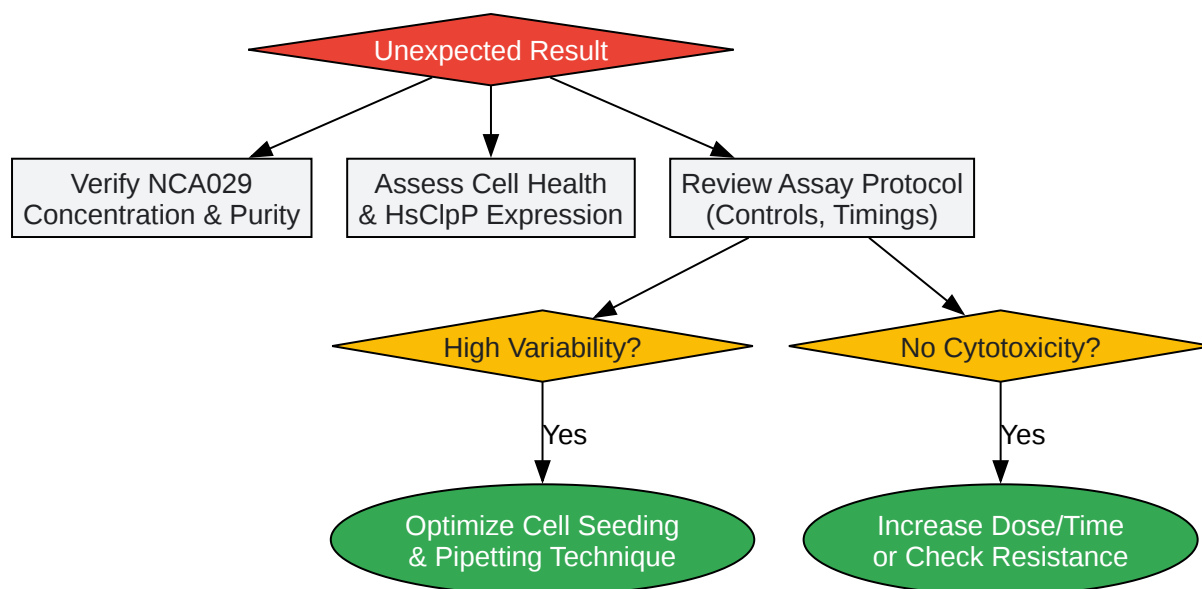 Unexpected Result
Verify NCA029
Concentration & Purity
Assess Cell Health
& HsClpP Expression
Review Assay Protocol
(Controls, Timings)
High Variability?
No Cytotoxicity?
Yes
Yes
Optimize Cell Seeding
& Pipetting Technique
Increase Dose/Time
or Check Resistance